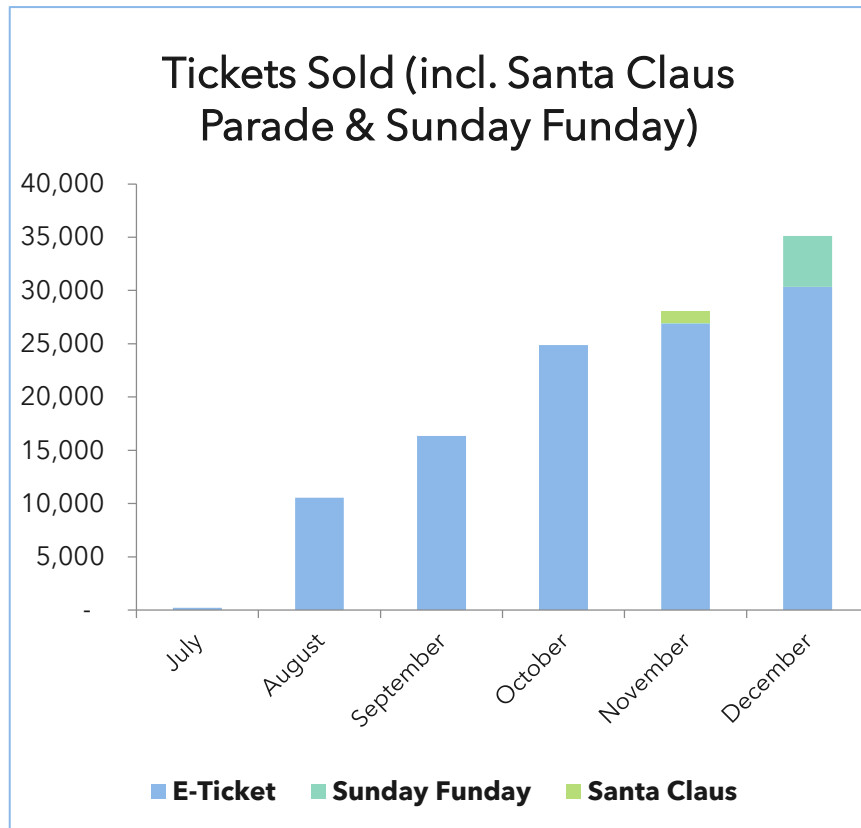 Tickets Sold (incl. Santa Claus
Parade & Sunday Funday)
40,000
35,000
30,000
25,000
20,000
15,000
10,000
5,000
-
July
August
September
October
November
December
E-Ticket
Sunday Funday
Santa Claus